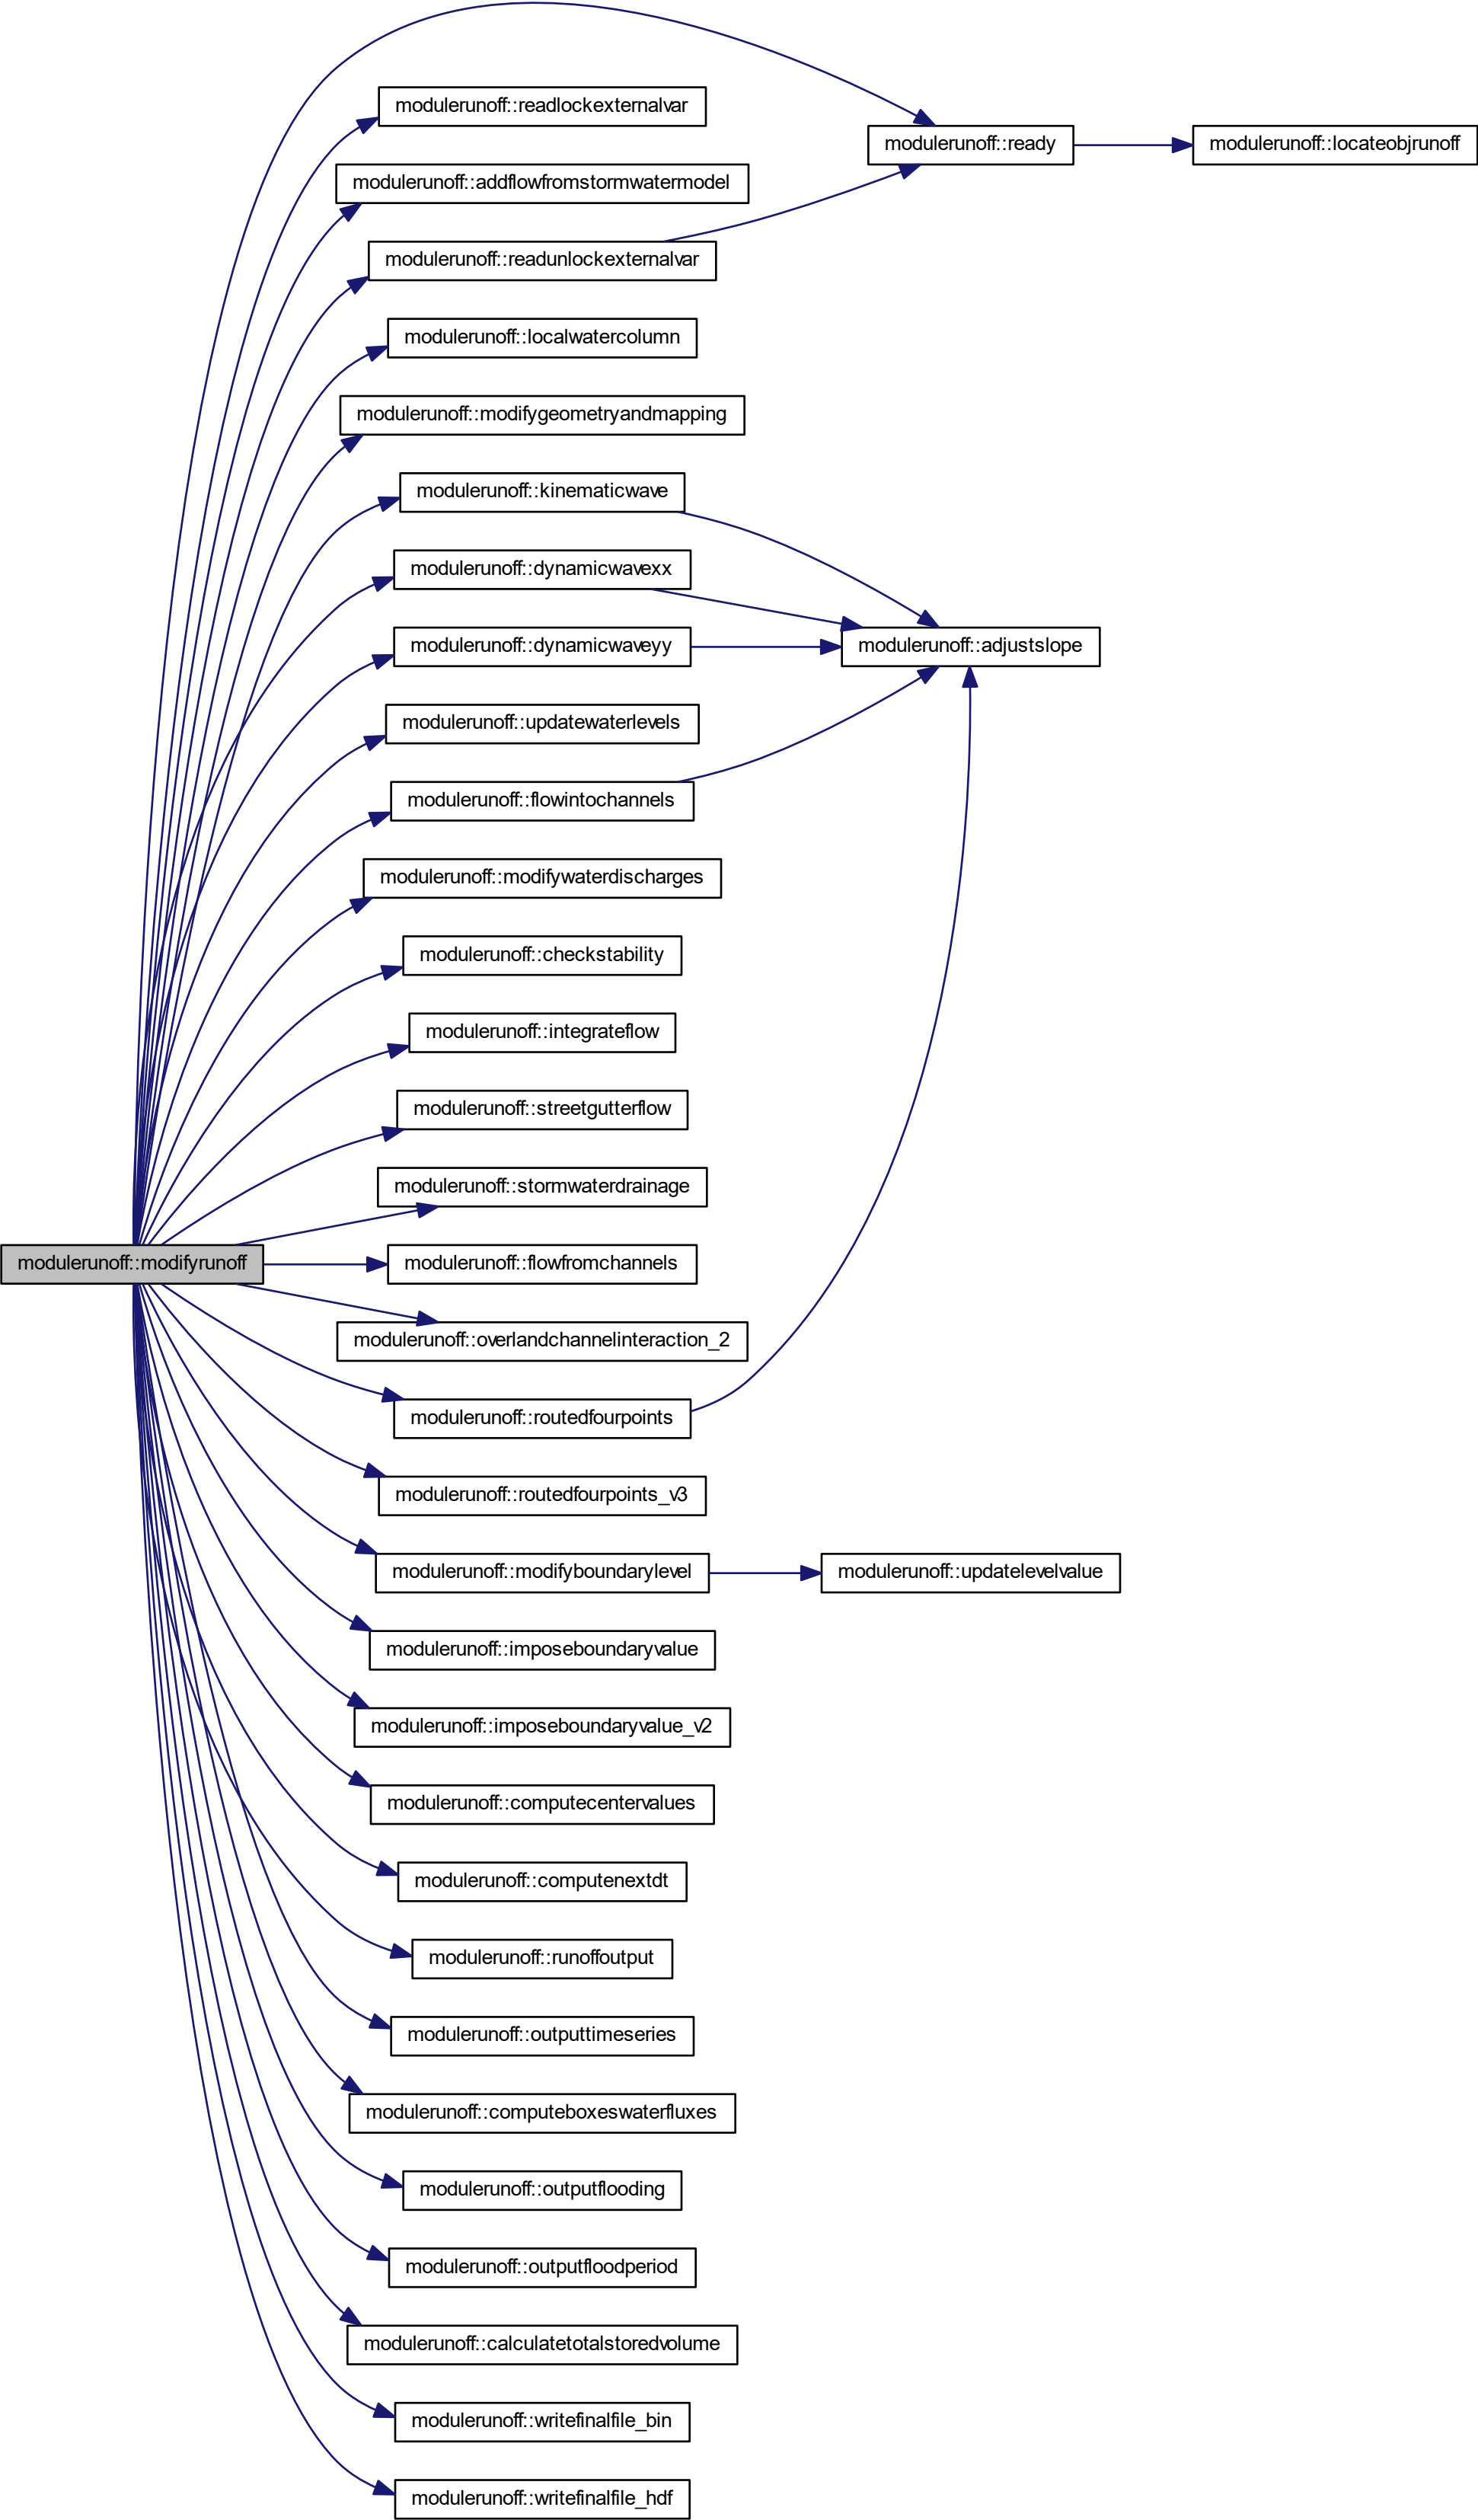 modulerunoff::readlockexternalvar
modulerunoff::ready
modulerunoff::locateobjrunoff
modulerunoff::addflowfromstormwatermodel
modulerunoff::readunlockexternalvar
modulerunoff::localwatercolumn
modulerunoff::modifygeometryandmapping
modulerunoff::kinematicwave
modulerunoff::dynamicwavexx
modulerunoff::dynamicwaveyy
modulerunoff::adjustslope
modulerunoff::updatewaterlevels
modulerunoff::flowintochannels
modulerunoff::modifywaterdischarges
modulerunoff::checkstability
modulerunoff::integrateflow
modulerunoff::streetgutterflow
modulerunoff::stormwaterdrainage
modulerunoff::modifyrunoff
modulerunoff::flowfromchannels
modulerunoff::overlandchannelinteraction_2
modulerunoff::routedfourpoints
modulerunoff::routedfourpoints_v3
modulerunoff::modifyboundarylevel
modulerunoff::updatelevelvalue
modulerunoff::imposeboundaryvalue
modulerunoff::imposeboundaryvalue_v2
modulerunoff::computecentervalues
modulerunoff::computenextdt
modulerunoff::runoffoutput
modulerunoff::outputtimeseries
modulerunoff::computeboxeswaterfluxes
modulerunoff::outputflooding
modulerunoff::outputfloodperiod
modulerunoff::calculatetotalstoredvolume
modulerunoff::writefinalfile_bin
modulerunoff::writefinalfile_hdf